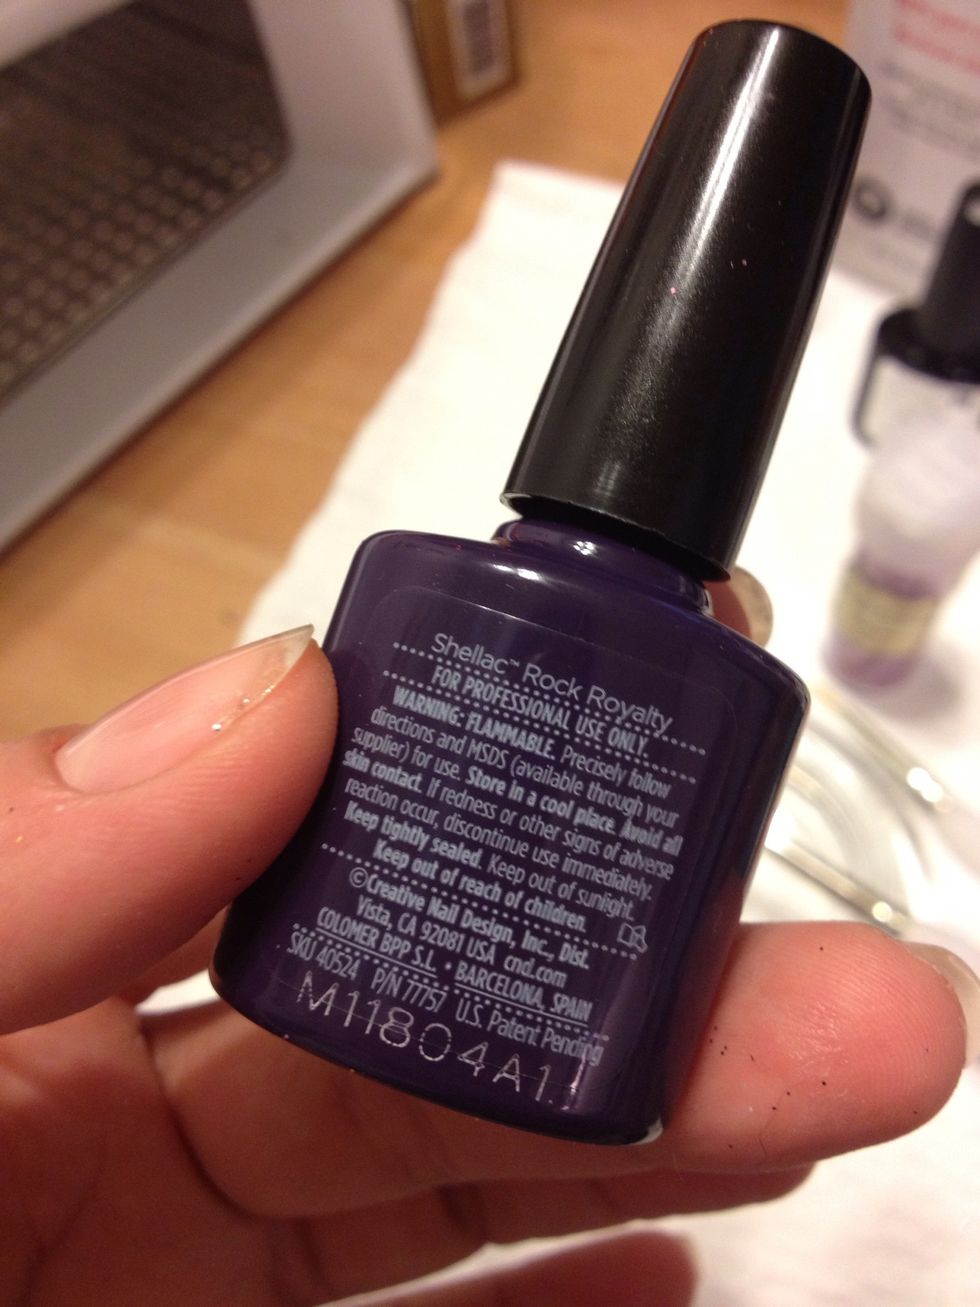 Shellac™ Rock Royalty
FOR PROFESSIONAL USE ONLY.
WARNING: FLAMMABLE. Precisely follow
directions and MSDS (available through your
supplier) for use. Store in a cool place. Avoid all
skin contact. If redness or other signs of adverse
reaction occur, discontinue use immediately.
Keep tightly sealed. Keep out of sunlight.
Keep out of reach of children.
©Creative Nail Design, Inc., Dist.
Vista, CA 92081 USA cnd.com
COLOMER BPP S.L. • BARCELONA, SPAIN
SKU 40524 P/N 77757 U.S. Patent Pending
M11804A1